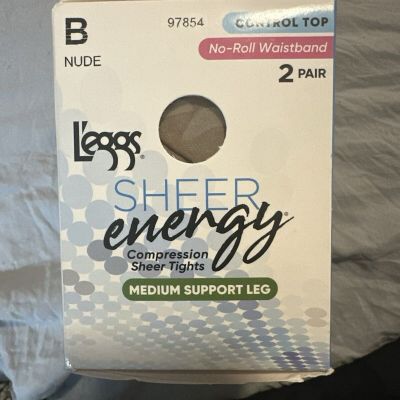 B
NUDE
97854
CONTROL TOP
No-Roll Waistband
2 PAIR
L'eggs®
SHEER
energy®
Compression
Sheer Tights
MEDIUM SUPPORT LEG